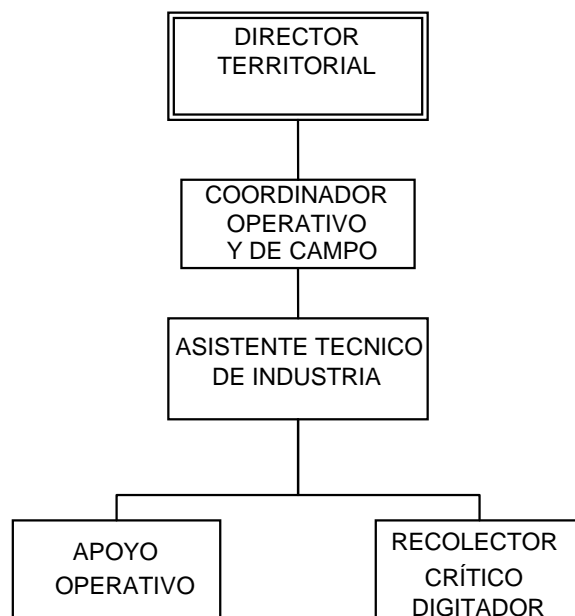 DIRECTOR
TERRITORIAL
COORDINADOR
OPERATIVO
Y DE CAMPO
ASISTENTE TECNICO
DE INDUSTRIA
APOYO
OPERATIVO
RECOLECTOR
CRÍTICO
DIGITADOR